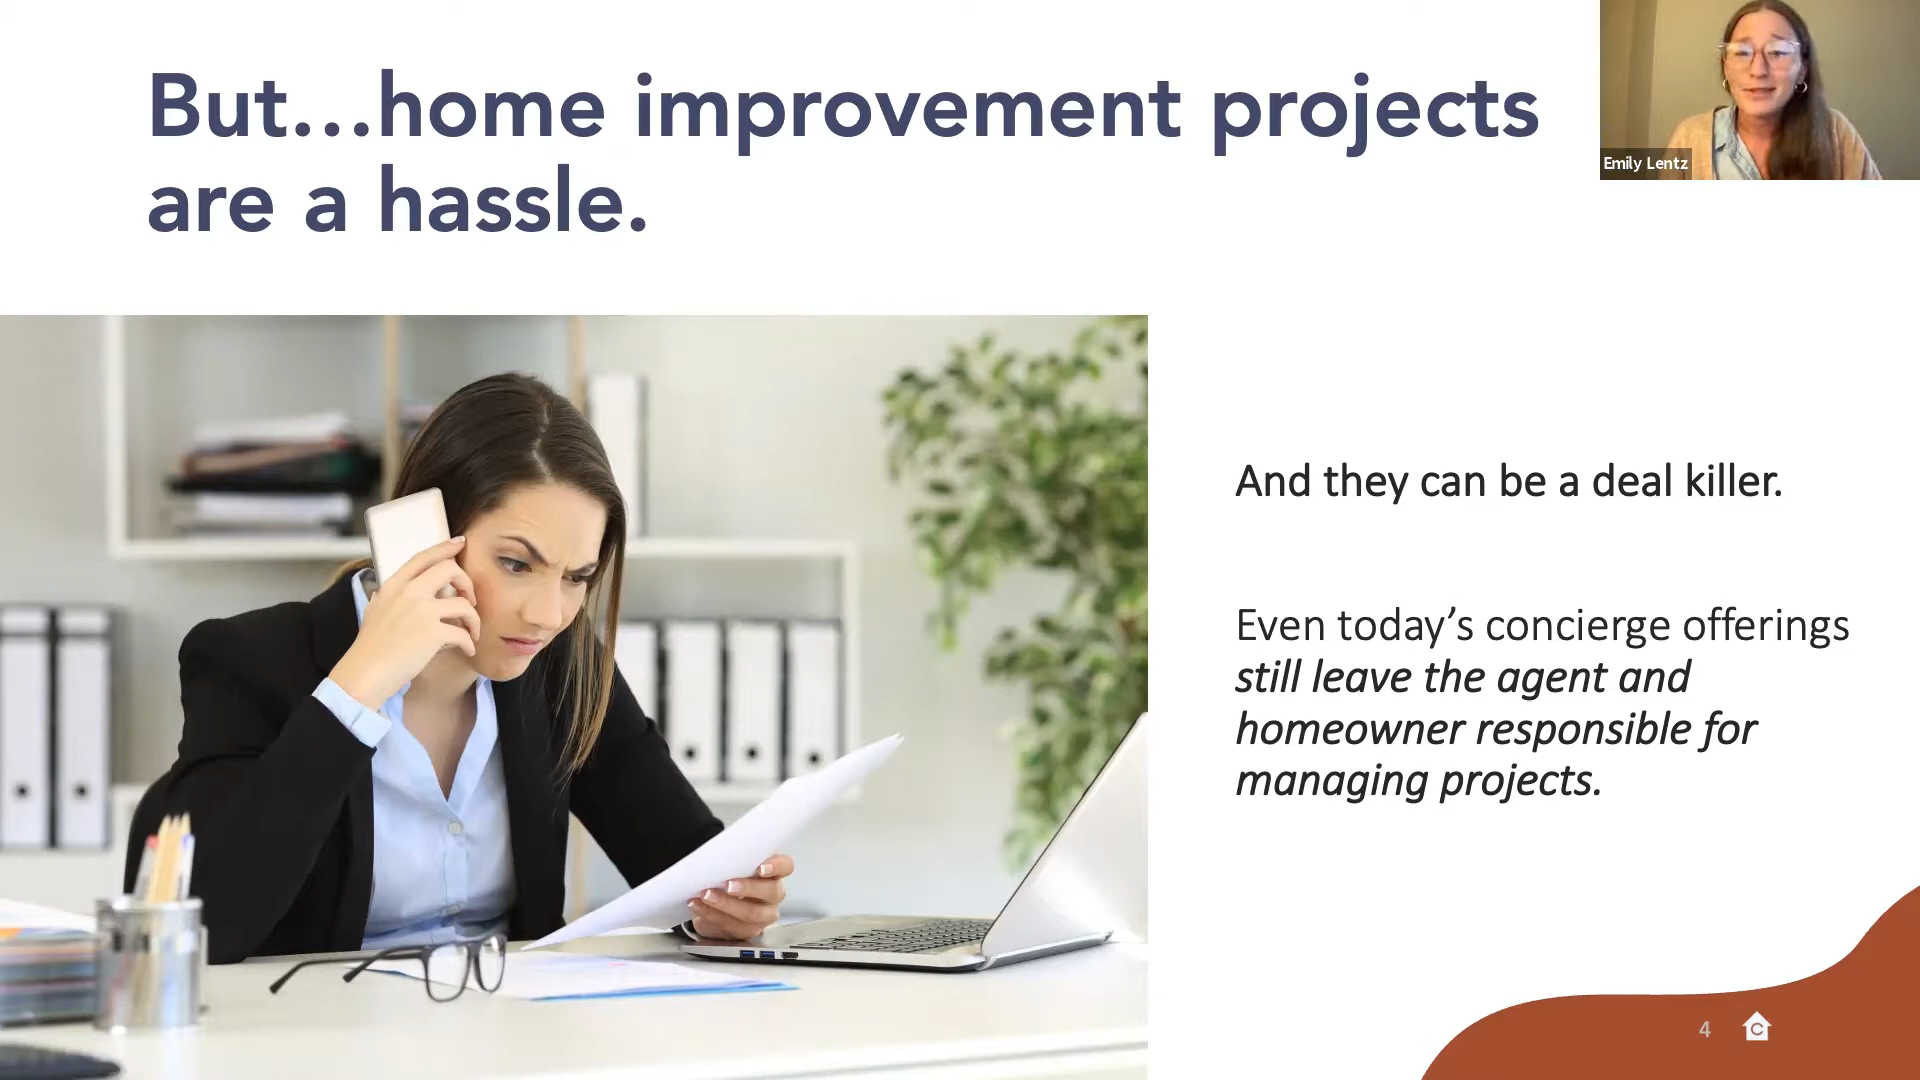 But...home improvement projects
are a hassle.
Emily Lentz
And they can be a deal killer.
Even today’s concierge offerings
still leave the agent and
homeowner responsible for
managing projects.
4
C